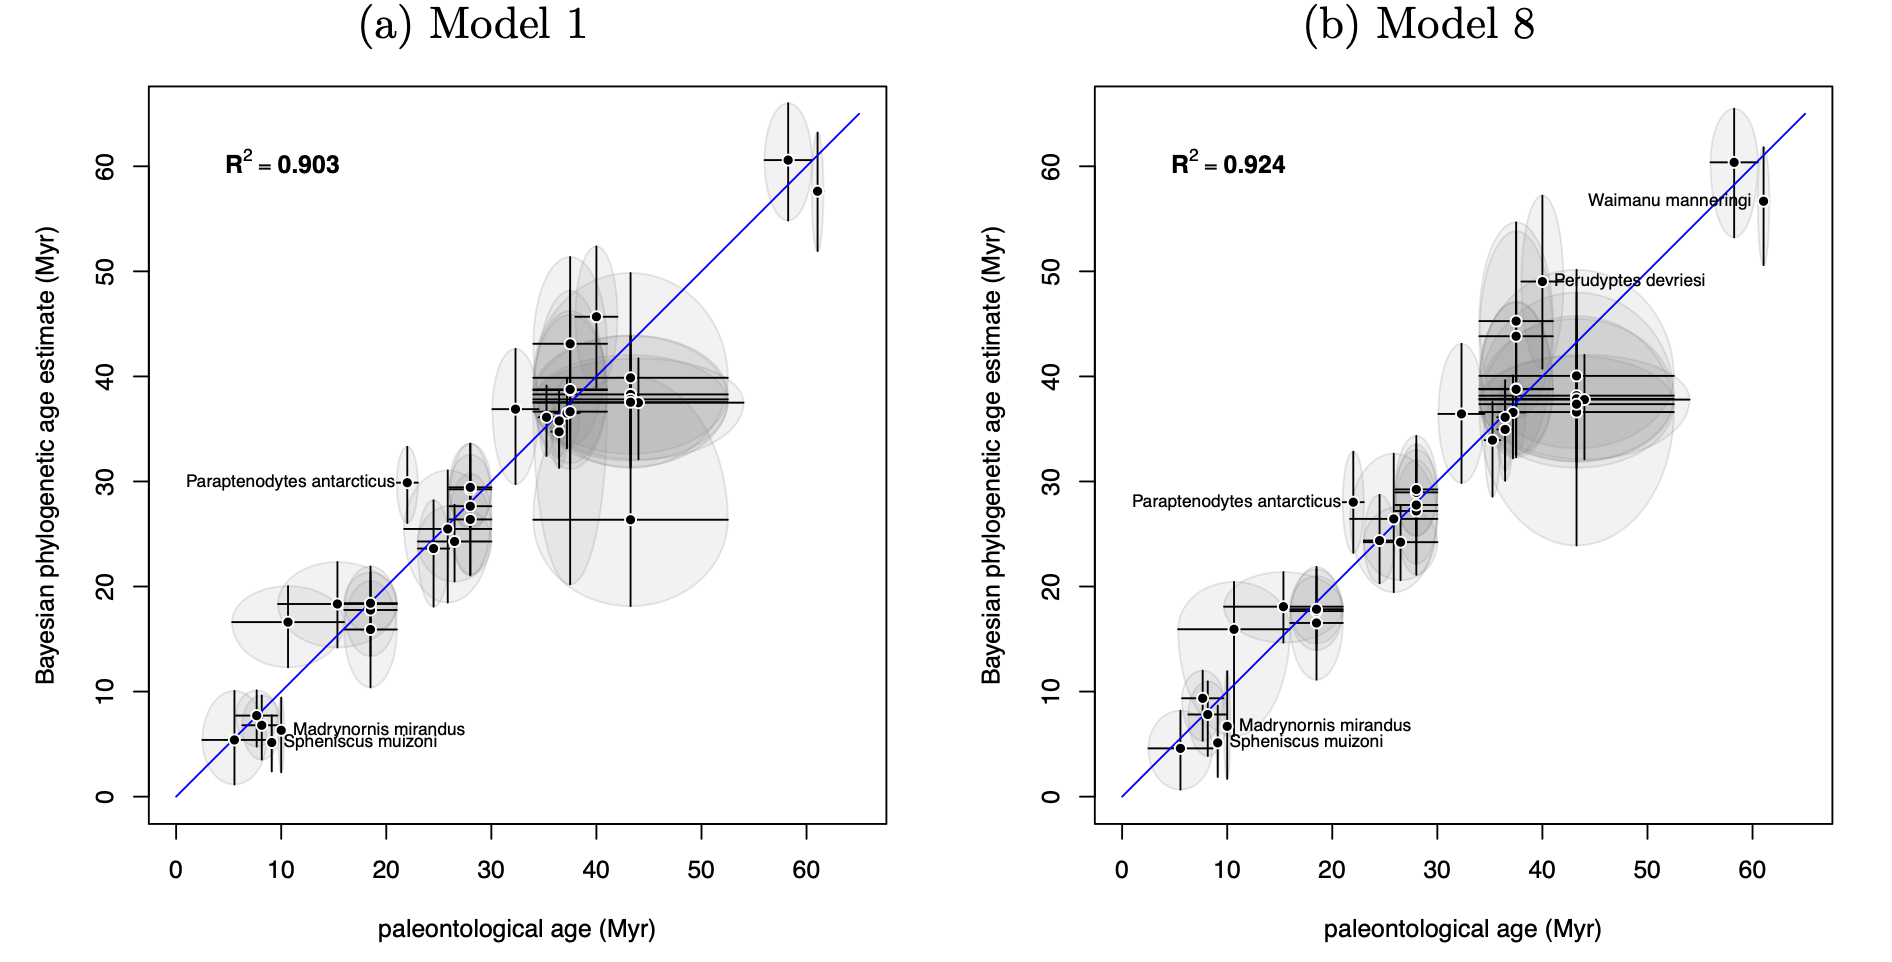 (a) Model 1
R2 = 0.903
Bayesian phylogenetic age estimate (Myr)
60
50
40
30
20
10
0
Paraptenodytes antarcticus
Madrynornis mirandus
Spheniscus muizoni
0 10 20 30 40 50 60
paleontological age (Myr)
(b) Model 8
R2 = 0.924
Bayesian phylogenetic age estimate (Myr)
60
50
40
30
20
10
0
Waimanu manneringi
Perudyptes devriesi
Paraptenodytes antarcticus
Madrynornis mirandus
Spheniscus muizoni
0 10 20 30 40 50 60
paleontological age (Myr)